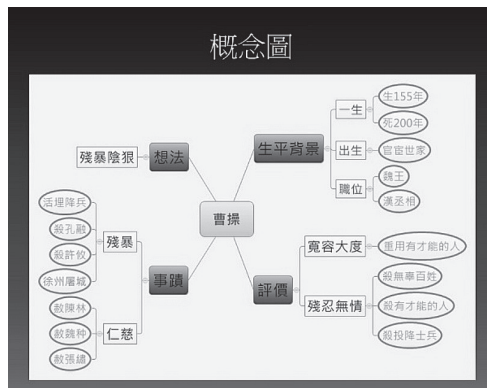 概念圖
曹操
生平背景
一生
生155年
死200年
出生
官宦世家
職位
魏王
漢丞相
評價
寬容大度
重用有才能的人
殘忍無情
殺無辜百姓
殺有才能的人
殺投降士兵
想法
殘暴陰狠
事蹟
殘暴
活埋降兵
殺孔融
殺許攸
徐州屠城
仁慈
赦陳林
赦魏种
赦張繡